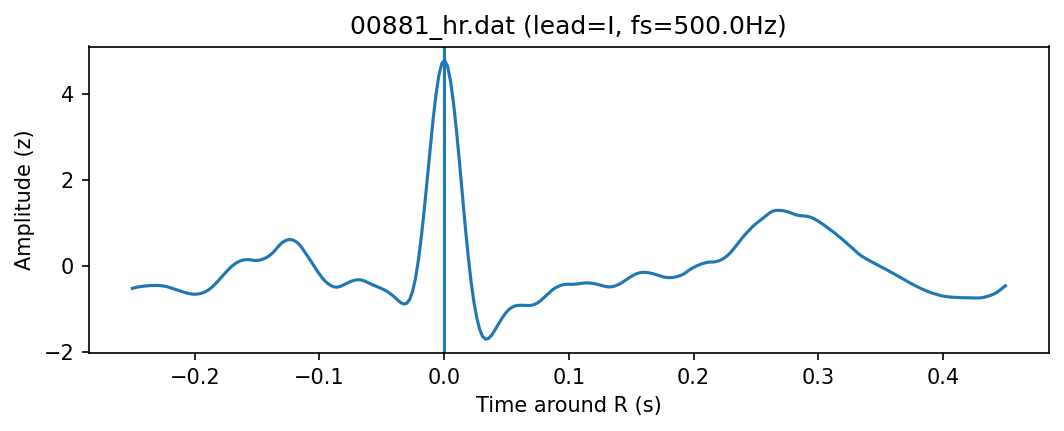 00881_hr.dat (lead=I, fs=500.0Hz)
Amplitude (z)
4
2
0
−2
−0.2 −0.1 0.0 0.1 0.2 0.3 0.4
Time around R (s)